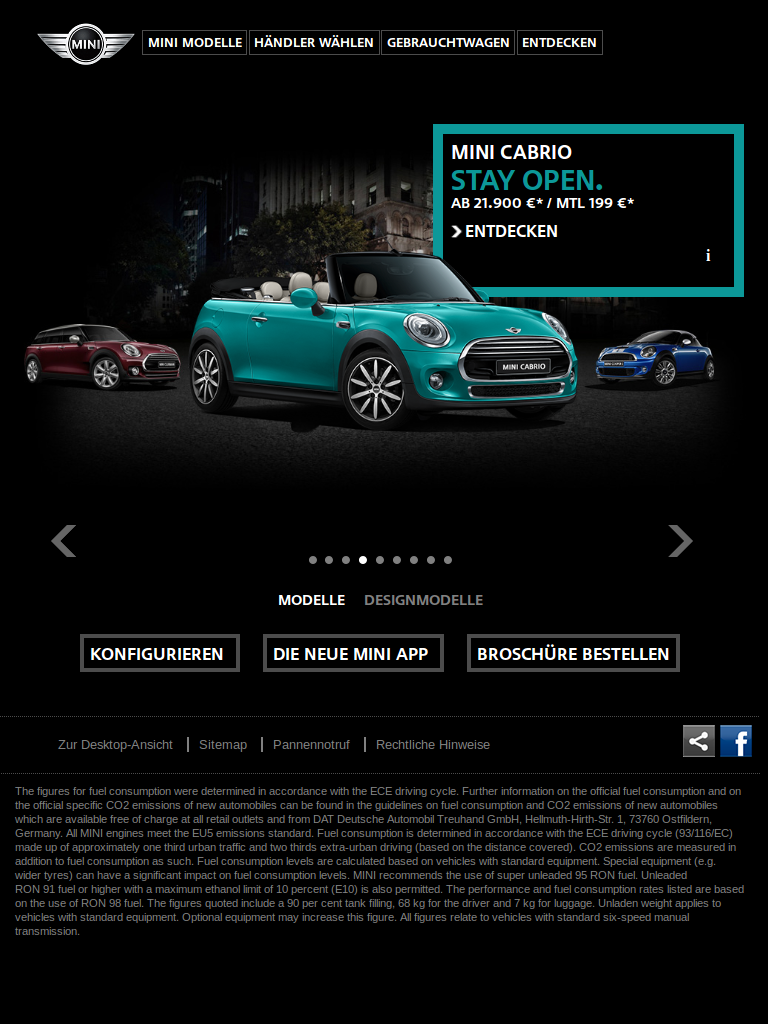 MINI
MINI MODELLE
HÄNDLER WÄHLEN
GEBRAUCHTWAGEN
ENTDECKEN
MINI CABRIO
STAY OPEN.
AB 21.900 €* / MTL 199 €*
ENTDECKEN
i
MINI CABRIO
MODELLE
DESIGNMODELLE
KONFIGURIEREN
DIE NEUE MINI APP
BROSCHÜRE BESTELLEN
Zur Desktop-Ansicht
Sitemap
Pannennotruf
Rechtliche Hinweise
f
The figures for fuel consumption were determined in accordance with the ECE driving cycle. Further information on the official fuel consumption and on
the official specific CO2 emissions of new automobiles can be found in the guidelines on fuel consumption and CO2 emissions of new automobiles
which are available free of charge at all retail outlets and from DAT Deutsche Automobil Treuhand GmbH, Hellmuth-Hirth-Str. 1, 73760 Ostfildern,
Germany. All MINI engines meet the EU5 emissions standard. Fuel consumption is determined in accordance with the ECE driving cycle (93/116/EC)
made up of approximately one third urban traffic and two thirds extra-urban driving (based on the distance covered). CO2 emissions are measured in
addition to fuel consumption as such. Fuel consumption levels are calculated based on vehicles with standard equipment. Special equipment (e.g.
wider tyres) can have a significant impact on fuel consumption levels. MINI recommends the use of super unleaded 95 RON fuel. Unleaded
RON 91 fuel or higher with a maximum ethanol limit of 10 percent (E10) is also permitted. The performance and fuel consumption rates listed are based
on the use of RON 98 fuel. The figures quoted include a 90 per cent tank filling, 68 kg for the driver and 7 kg for luggage. Unladen weight applies to
vehicles with standard equipment. Optional equipment may increase this figure. All figures relate to vehicles with standard six-speed manual
transmission.